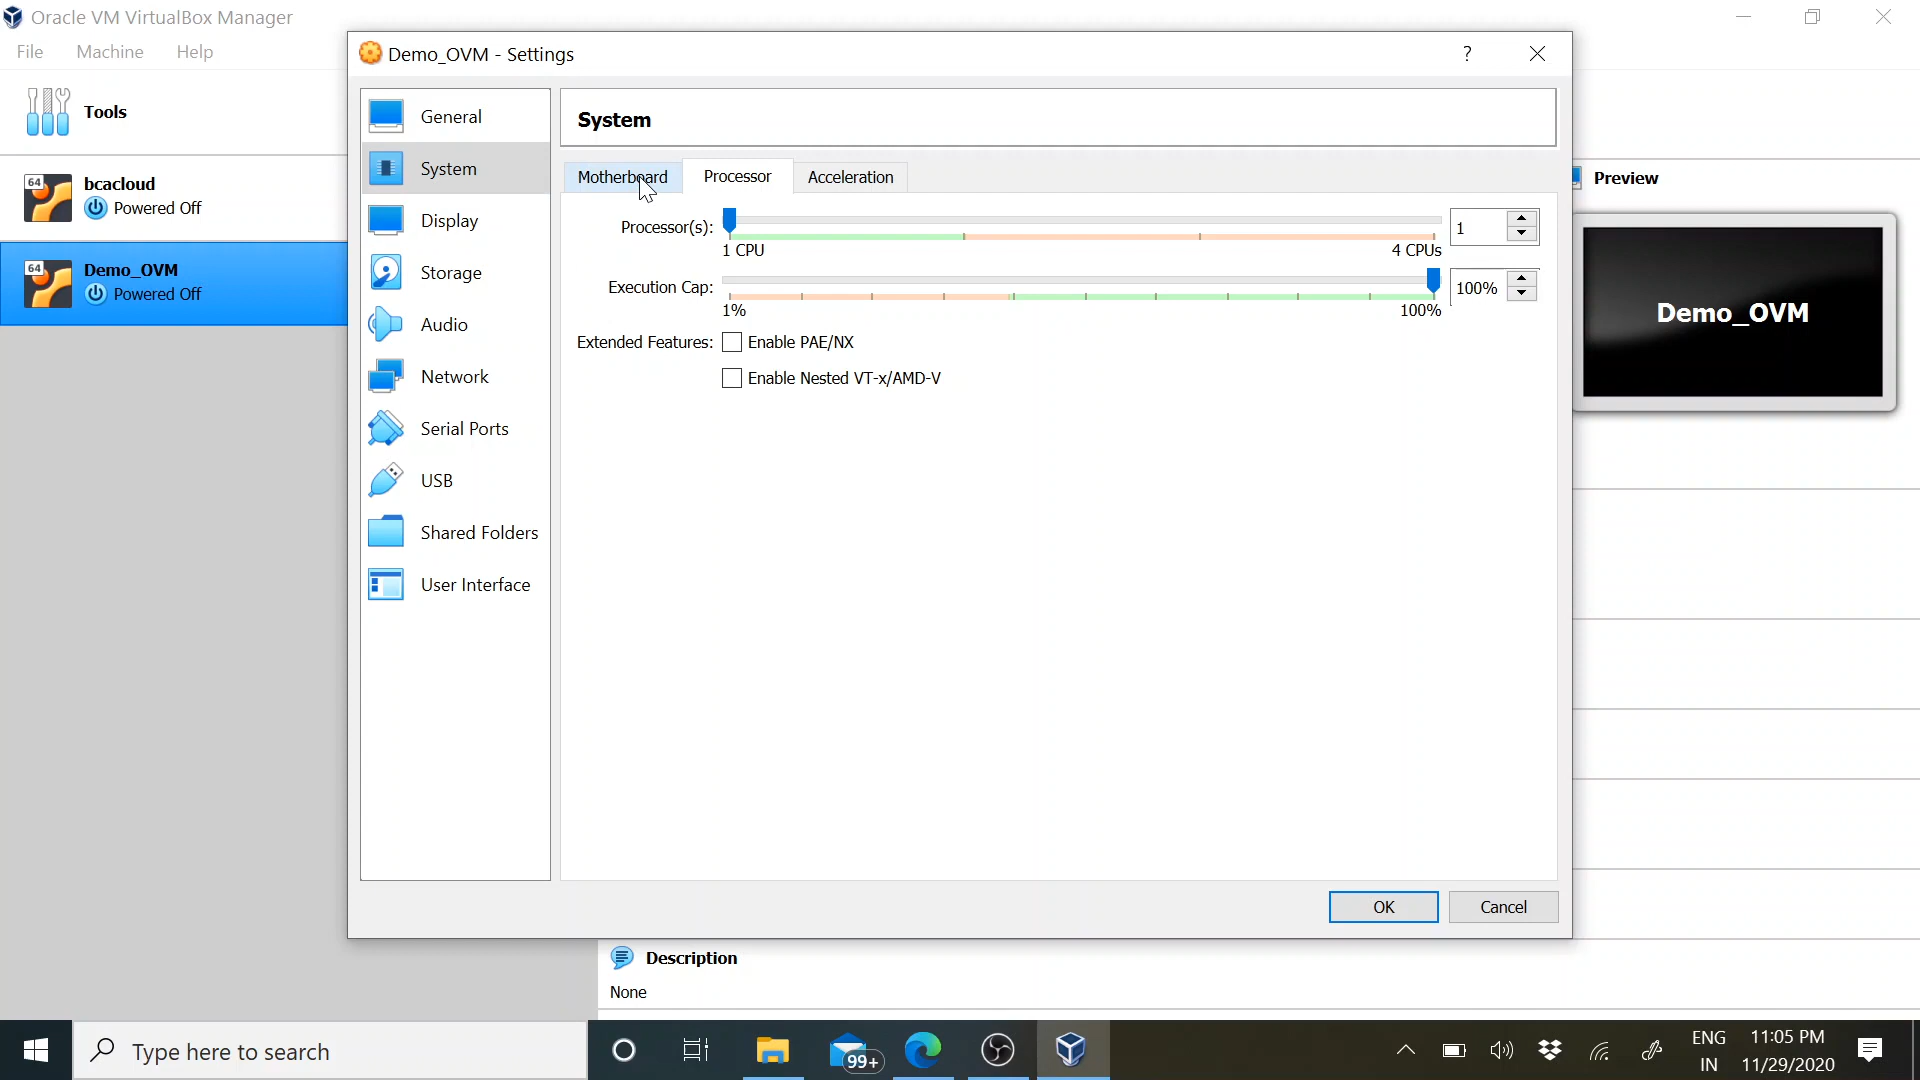 Oracle VM VirtualBox Manager
File Machine Help
Demo_OVM - Settings
?
Tools
64
bcacloud
Powered Off
64
Demo_OVM
Powered Off
General
System
Display
Storage
Audio
Network
Serial Ports
USB
Shared Folders
User Interface
System
Motherboard Processor Acceleration
Processor(s): 1
1 CPU 4 CPUs
Execution Cap: 100%
1% 100%
Extended Features: Enable PAE/NX
Enable Nested VT-x/AMD-V
OK Cancel
Preview
Demo_OVM
Description
None
Type here to search
99+
ENG
IN
11:05 PM
11/29/2020